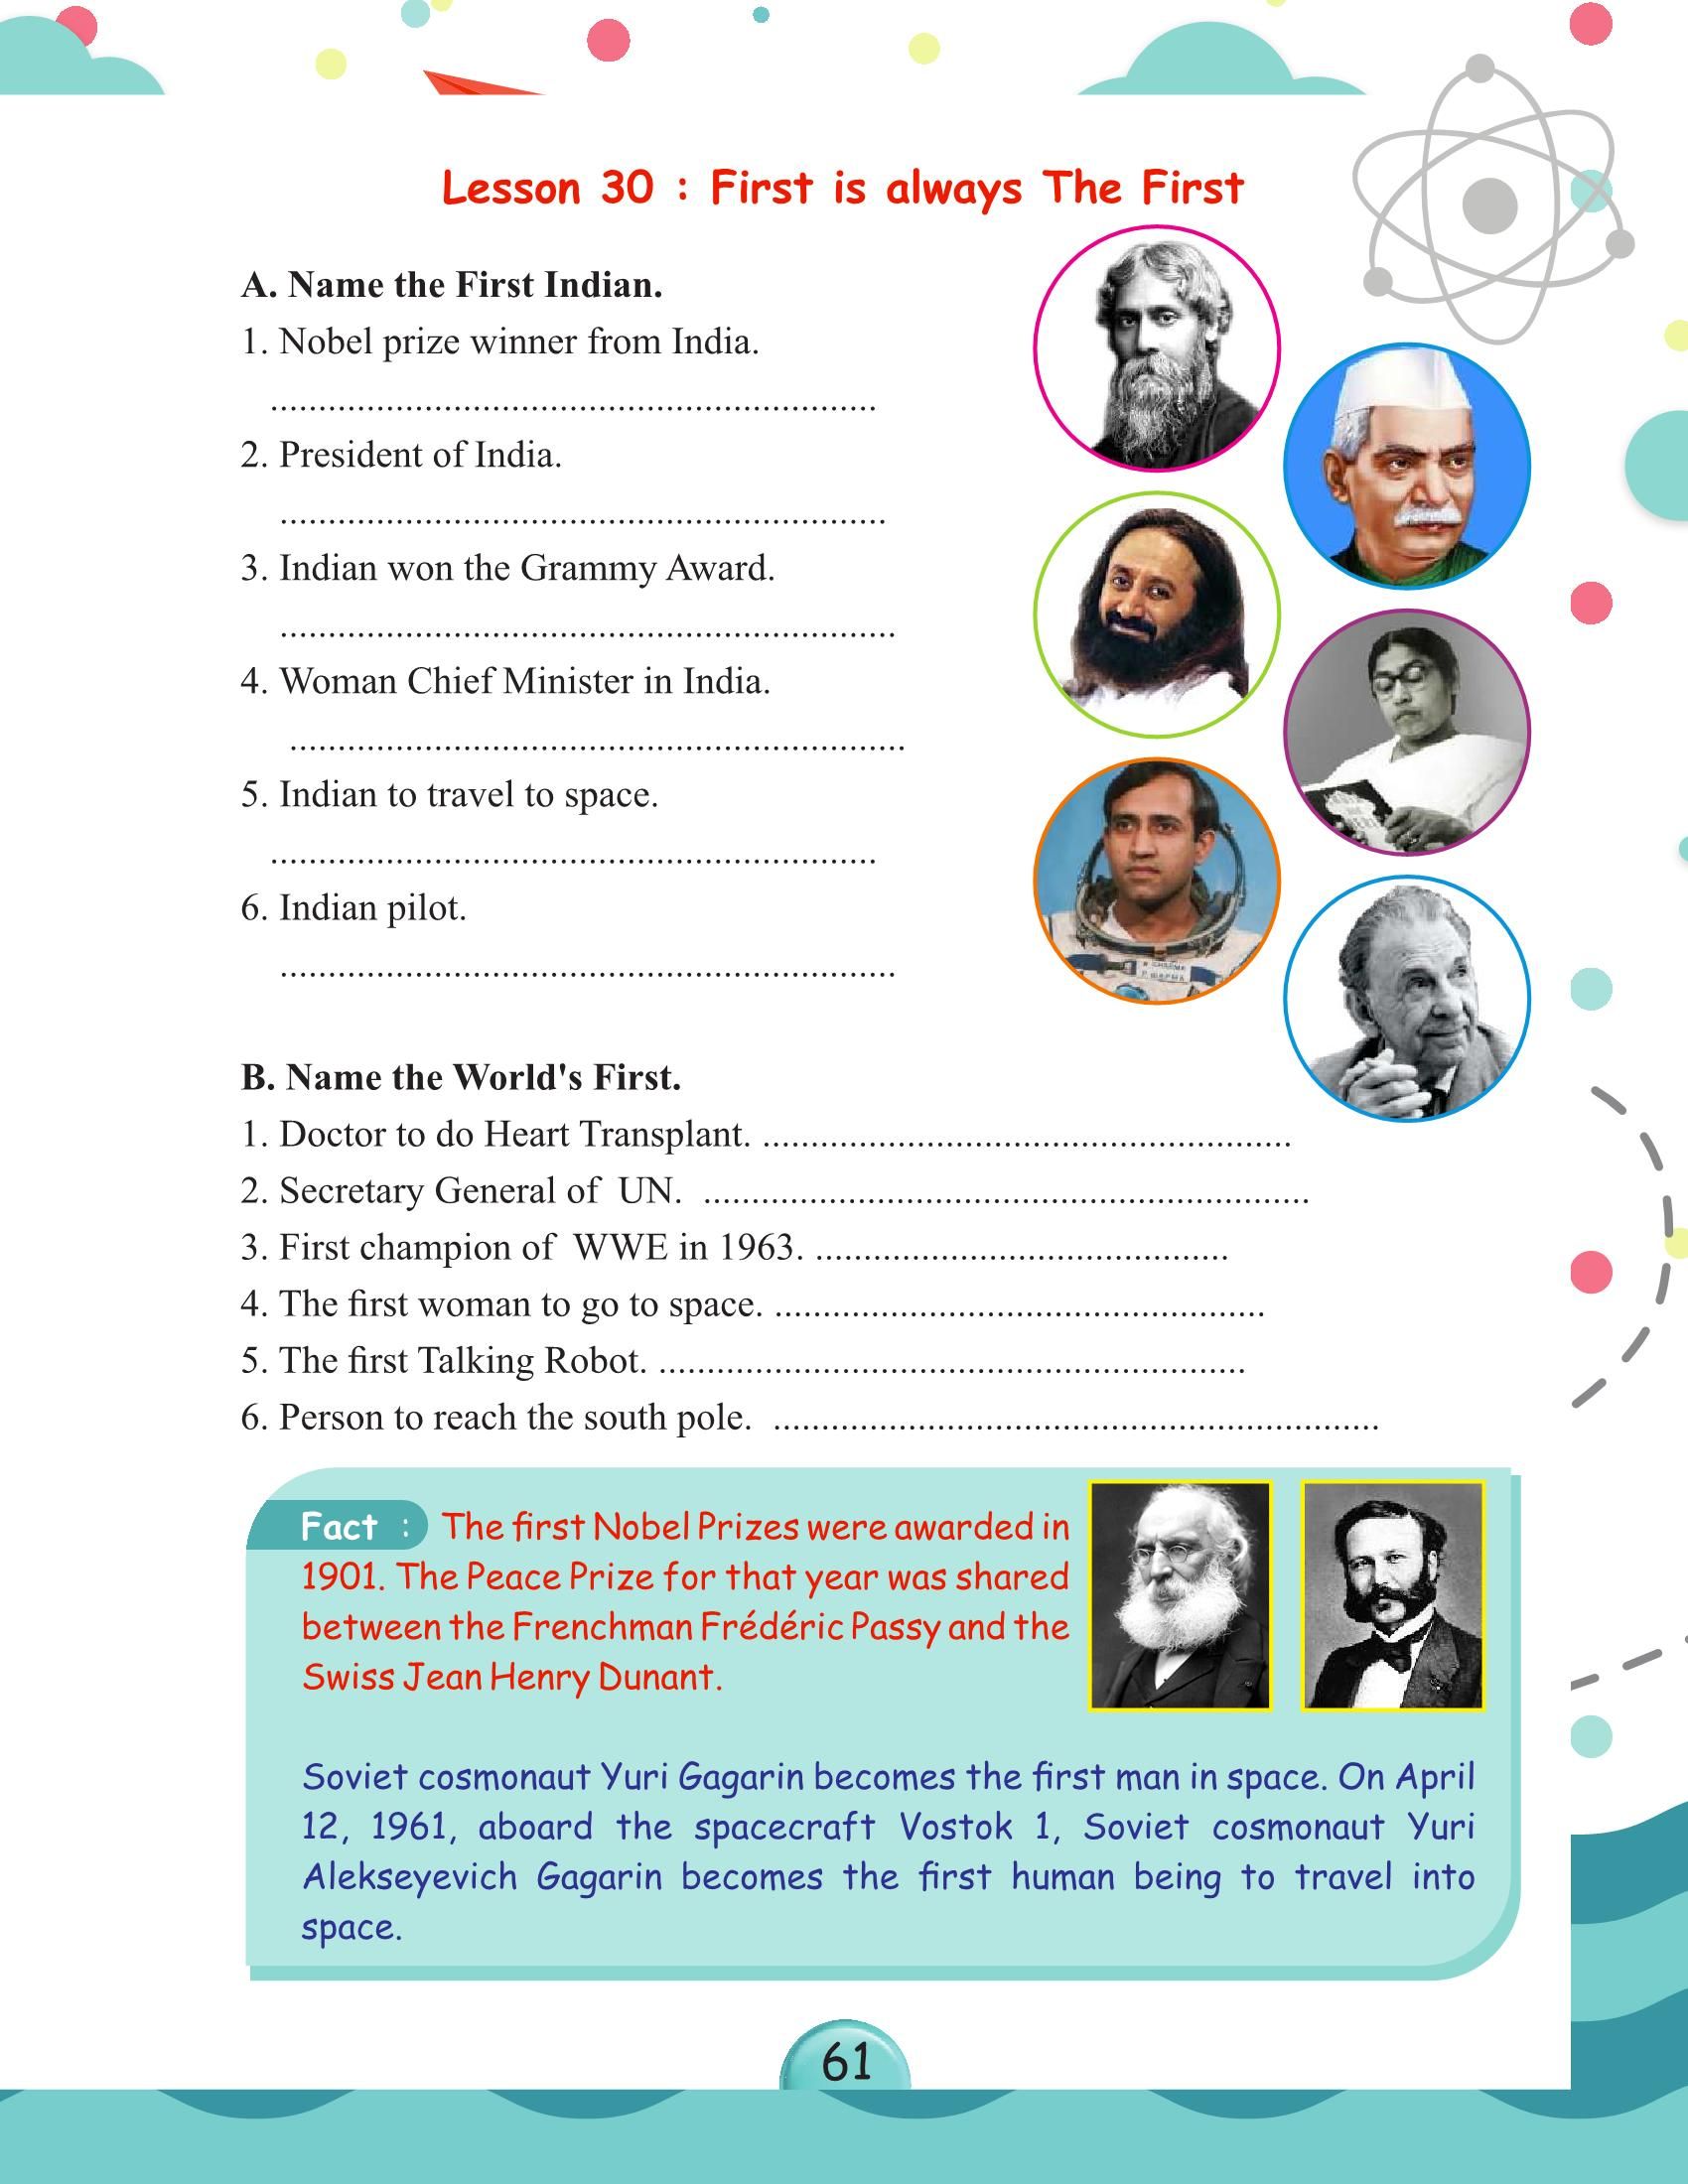 Lesson 30 : First is always The First
A. Name the First Indian.
1. Nobel prize winner from India.
................................................................
2. President of India.
................................................................
3. Indian won the Grammy Award.
.................................................................
4. Woman Chief Minister in India.
.................................................................
5. Indian to travel to space.
................................................................
6. Indian pilot.
.................................................................
B. Name the World's First.
1. Doctor to do Heart Transplant. ........................................................
2. Secretary General of UN. ................................................................
3. First champion of WWE in 1963. ............................................
4. The first woman to go to space. ....................................................
5. The first Talking Robot. ..............................................................
6. Person to reach the south pole. ................................................................
Fact : The first Nobel Prizes were awarded in
1901. The Peace Prize for that year was shared
between the Frenchman Frédéric Passy and the
Swiss Jean Henry Dunant.
Soviet cosmonaut Yuri Gagarin becomes the first man in space. On April
12, 1961, aboard the spacecraft Vostok 1, Soviet cosmonaut Yuri
Alekseyevich Gagarin becomes the first human being to travel into
space.
61